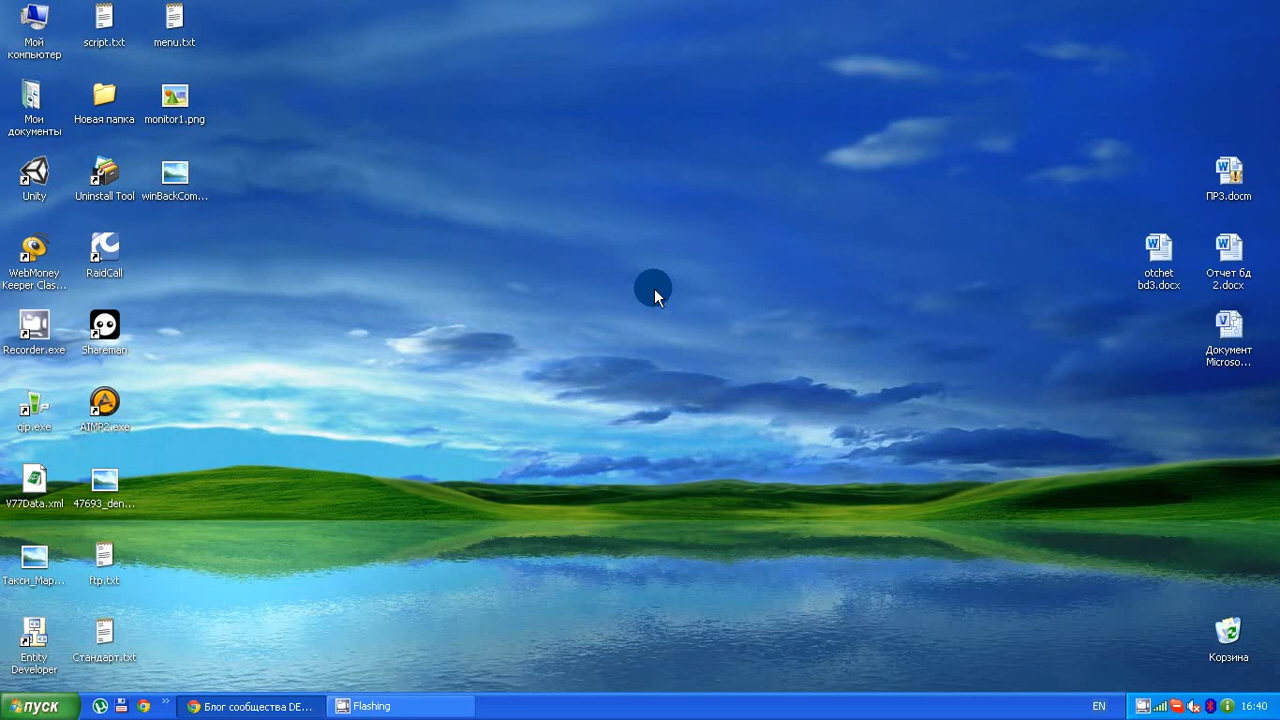 Мой
компьютер
script.txt
menu.txt
Мои
документы
Новая папка
monitor1.png
Unity
Uninstall Tool
winBackCom...
ПР3.docm
WebMoney
Keeper Clas...
RaidCall
otchet
bd3.docx
Отчет бд
2.docx
Recorder.exe
Shareman
Документ
Microso...
qip.exe
AIMP2.exe
V77Data.xml
47693_den...
Такси_Мар...
ftp.txt
Entity
Developer
Стандарт.txt
Корзина
пуск
Блог сообщества DE...
Flashing
EN
16:40